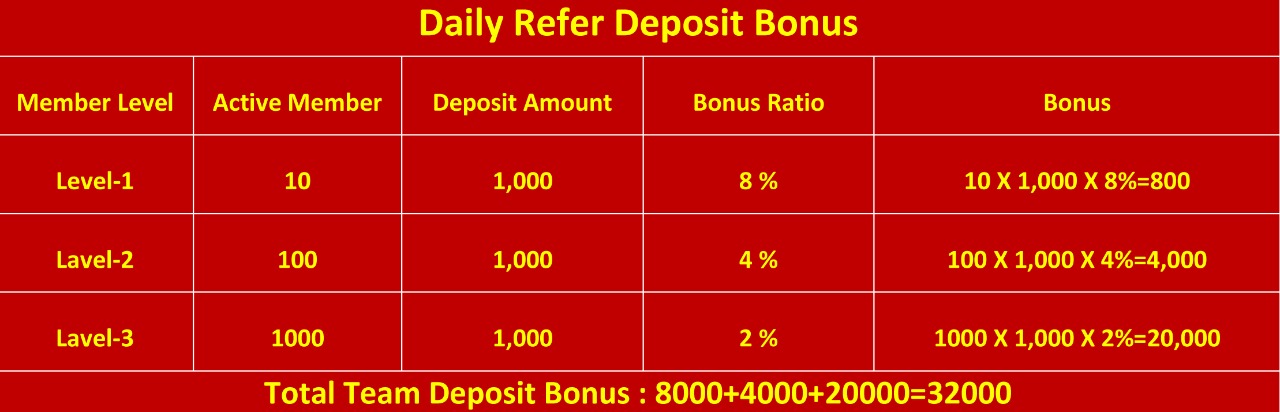 Daily Refer Deposit Bonus
Member Level Active Member Deposit Amount Bonus Ratio Bonus
Level-1 10 1,000 8 % 10 X 1,000 X 8%=800
Lavel-2 100 1,000 4 % 100 X 1,000 X 4%=4,000
Lavel-3 1000 1,000 2 % 1000 X 1,000 X 2%=20,000
Total Team Deposit Bonus : 8000+4000+20000=32000